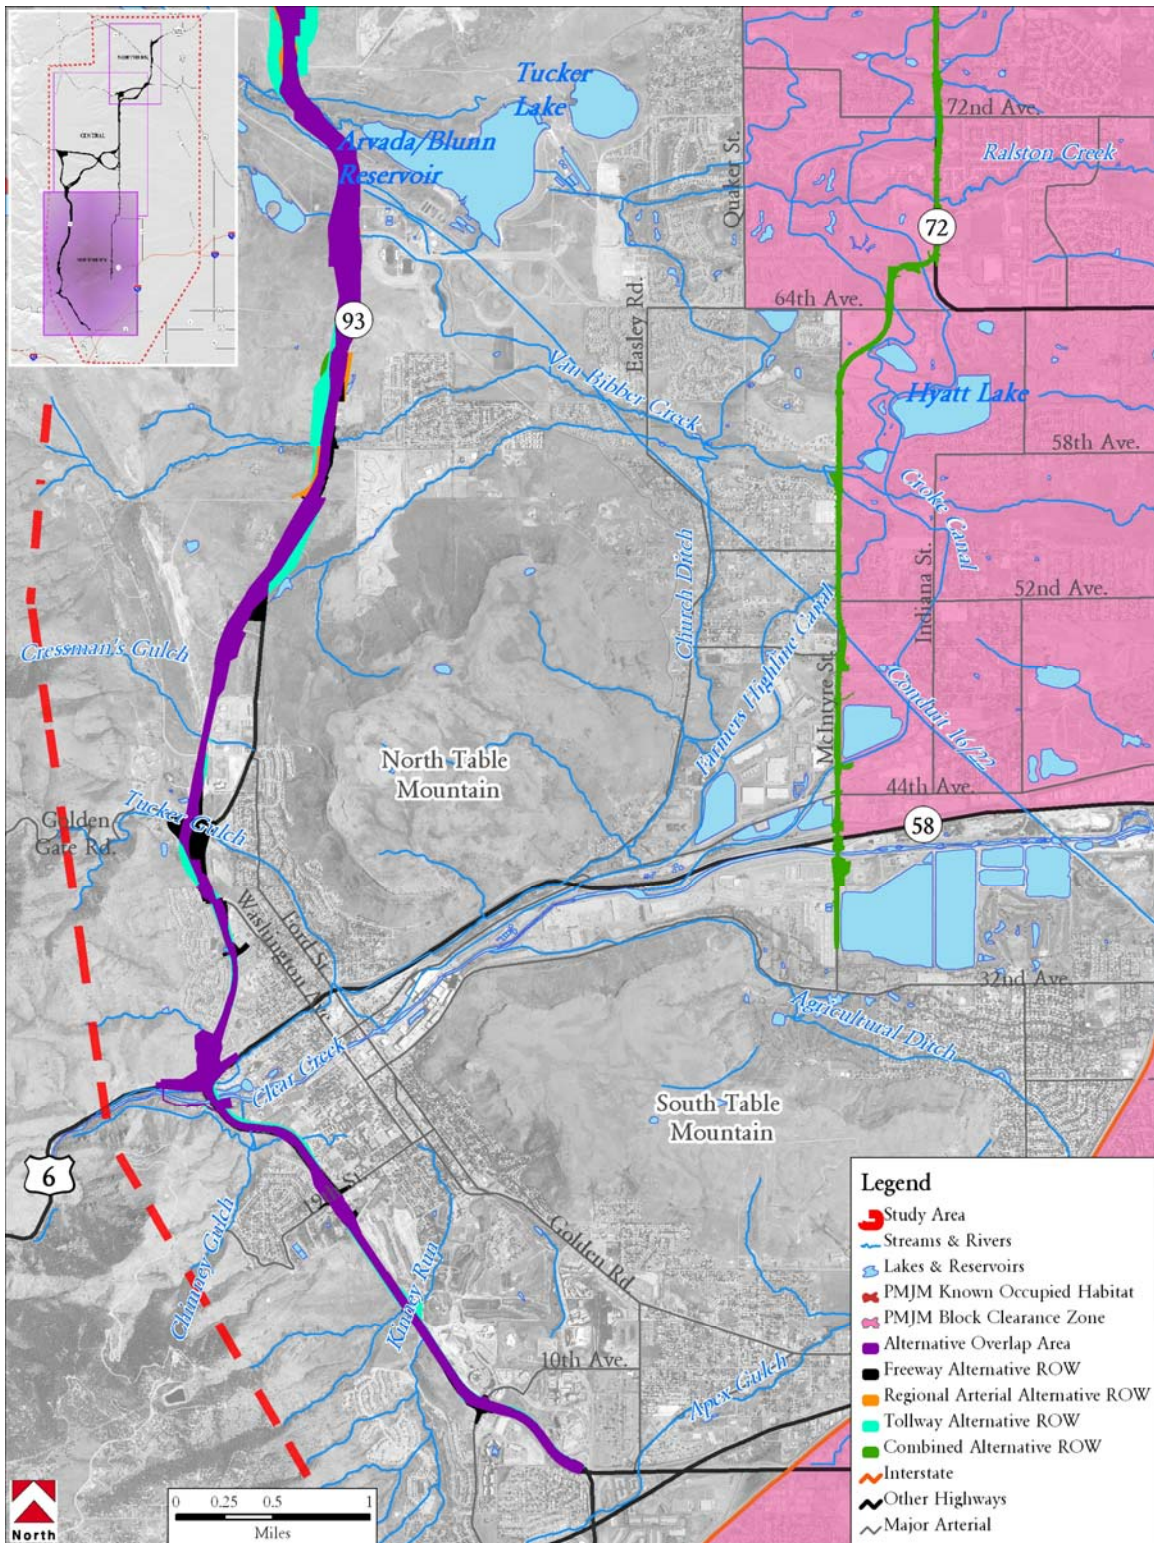 CENTRAL
Tucker
Lake
Arvada/Blunn
Reservoir
Quaker St.
72nd Ave.
Ralston Creek
72
64th Ave.
93
Easley Rd.
Van Bibber Creek
Hyatt Lake
58th Ave.
Croke Canal
Church Ditch
Indiana St.
52nd Ave.
Farmers Highline Canal
Cressman's Gulch
McIntyre St.
Conduit 16/22
North Table
Mountain
44th Ave.
Tucker Gulch
Golden
Gate Rd.
58
Ford St.
Washington Ave.
32nd Ave.
Agricultural Ditch
Clear Creek
South Table
Mountain
6
19th St.
Chimney Gulch
Golden Rd.
Kinney Run
10th Ave.
Apex Gulch
Legend
Study Area
Streams & Rivers
Lakes & Reservoirs
PMJM Known Occupied Habitat
PMJM Block Clearance Zone
Alternative Overlap Area
Freeway Alternative ROW
Regional Arterial Alternative ROW
Tollway Alternative ROW
Combined Alternative ROW
Interstate
Other Highways
Major Arterial
North
0 0.25 0.5 1
Miles